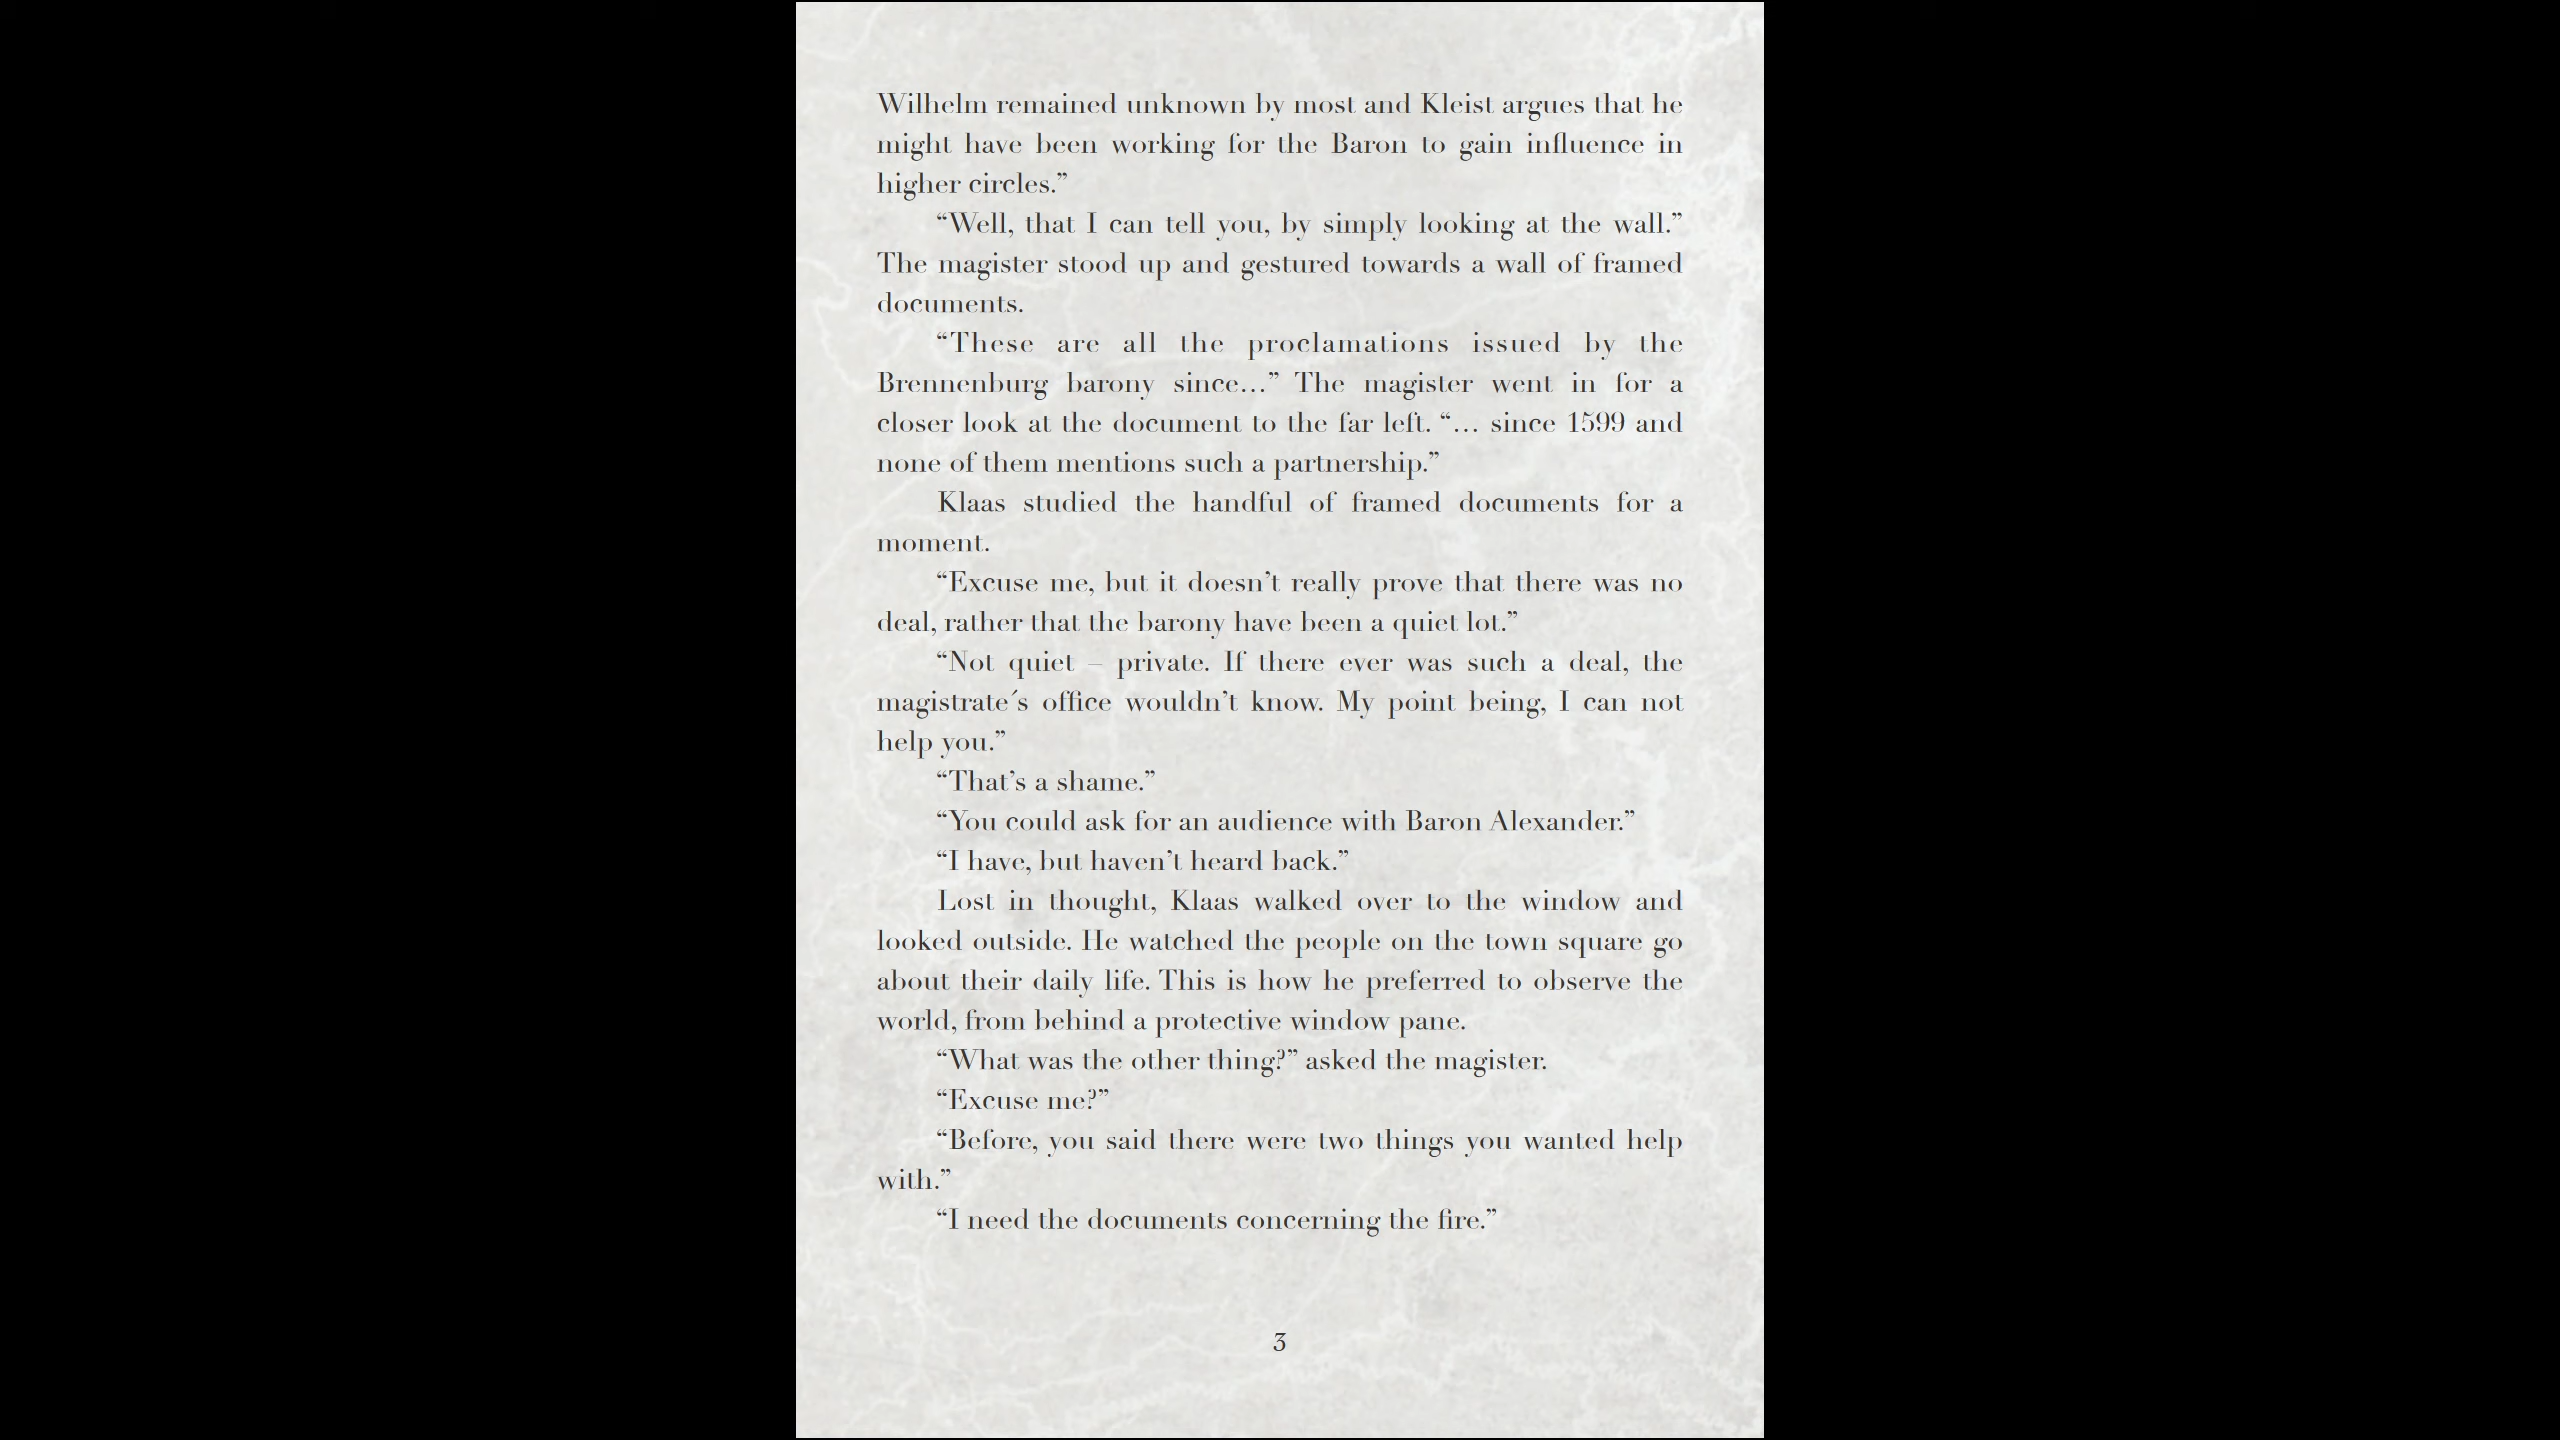 Wilhelm remained unknown by most and Kleist argues that he
might have been working for the Baron to gain influence in
higher circles.”
“Well, that I can tell you, by simply looking at the wall.”
The magister stood up and gestured towards a wall of framed
documents.
“These are all the proclamations issued by the
Brennenburg barony since…” The magister went in for a
closer look at the document to the far left. “… since 1599 and
none of them mentions such a partnership.”
Klaas studied the handful of framed documents for a
moment.
“Excuse me, but it doesn’t really prove that there was no
deal, rather that the barony have been a quiet lot.”
“Not quiet – private. If there ever was such a deal, the
magistrate´s office wouldn’t know. My point being, I can not
help you.”
“That’s a shame.”
“You could ask for an audience with Baron Alexander.”
“I have, but haven’t heard back.”
Lost in thought, Klaas walked over to the window and
looked outside. He watched the people on the town square go
about their daily life. This is how he preferred to observe the
world, from behind a protective window pane.
“What was the other thing?” asked the magister.
“Excuse me?”
“Before, you said there were two things you wanted help
with.”
“I need the documents concerning the fire.”
3